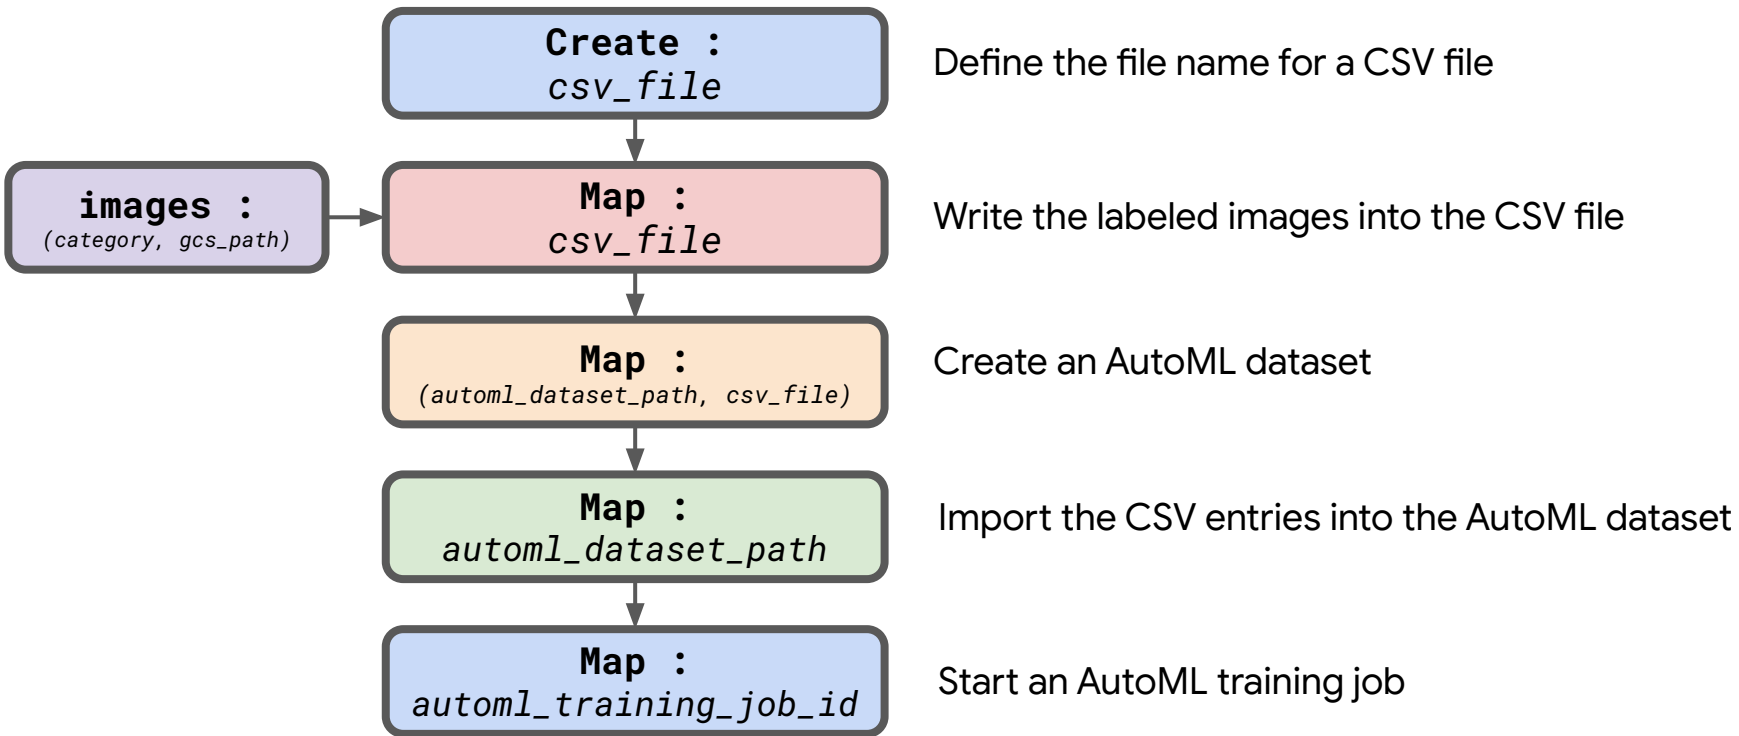 Create :
csv_file
Define the file name for a CSV file
images :
(category, gcs_path)
Map :
csv_file
Write the labeled images into the CSV file
Map :
(automl_dataset_path, csv_file)
Create an AutoML dataset
Map :
automl_dataset_path
Import the CSV entries into the AutoML dataset
Map :
automl_training_job_id
Start an AutoML training job